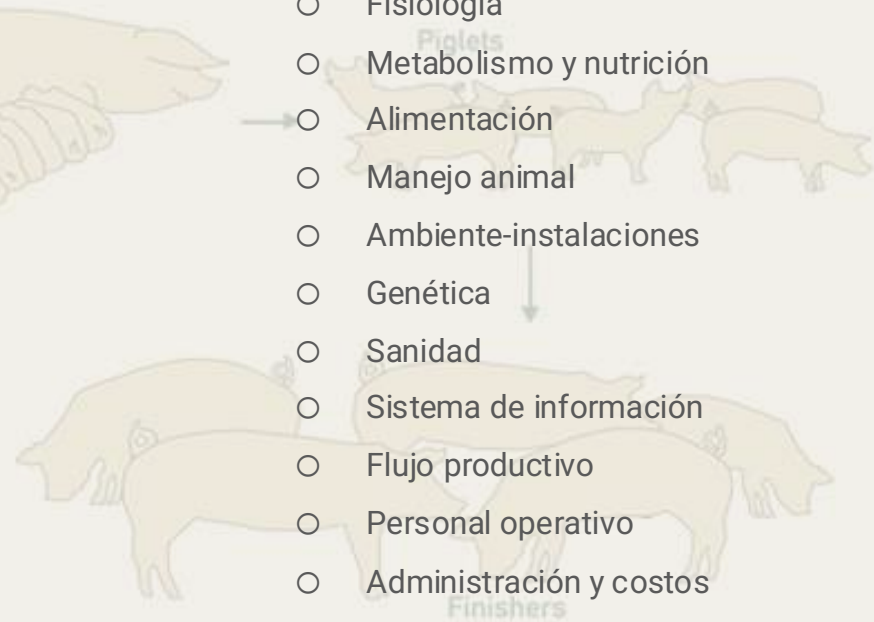 Fisiología
Piglets
Metabolismo y nutrición
Alimentación
Manejo animal
Ambiente-instalaciones
Genética
Sanidad
Sistema de información
Flujo productivo
Personal operativo
Administración y costos
Finishers